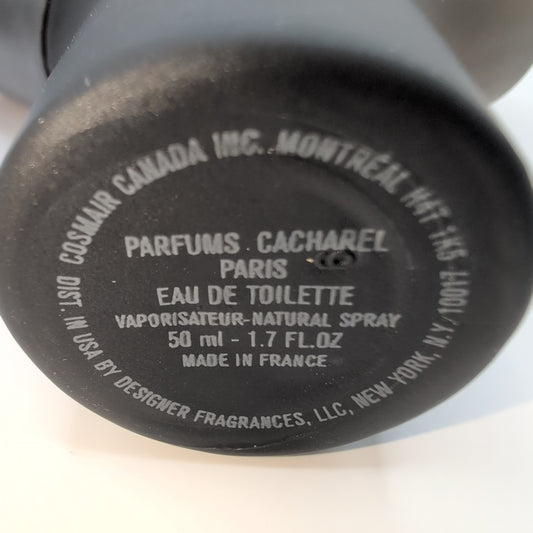 COSMAIR CANADA INC. MONTRÉAL H4T 1K5
PARFUMS CACHAREL
PARIS
EAU DE TOILETTE
VAPORISATEUR-NATURAL SPRAY
50 ml - 1.7 FL.OZ
MADE IN FRANCE
DIST. IN USA BY DESIGNER FRAGRANCES, LLC, NEW YORK, N.Y. 10017